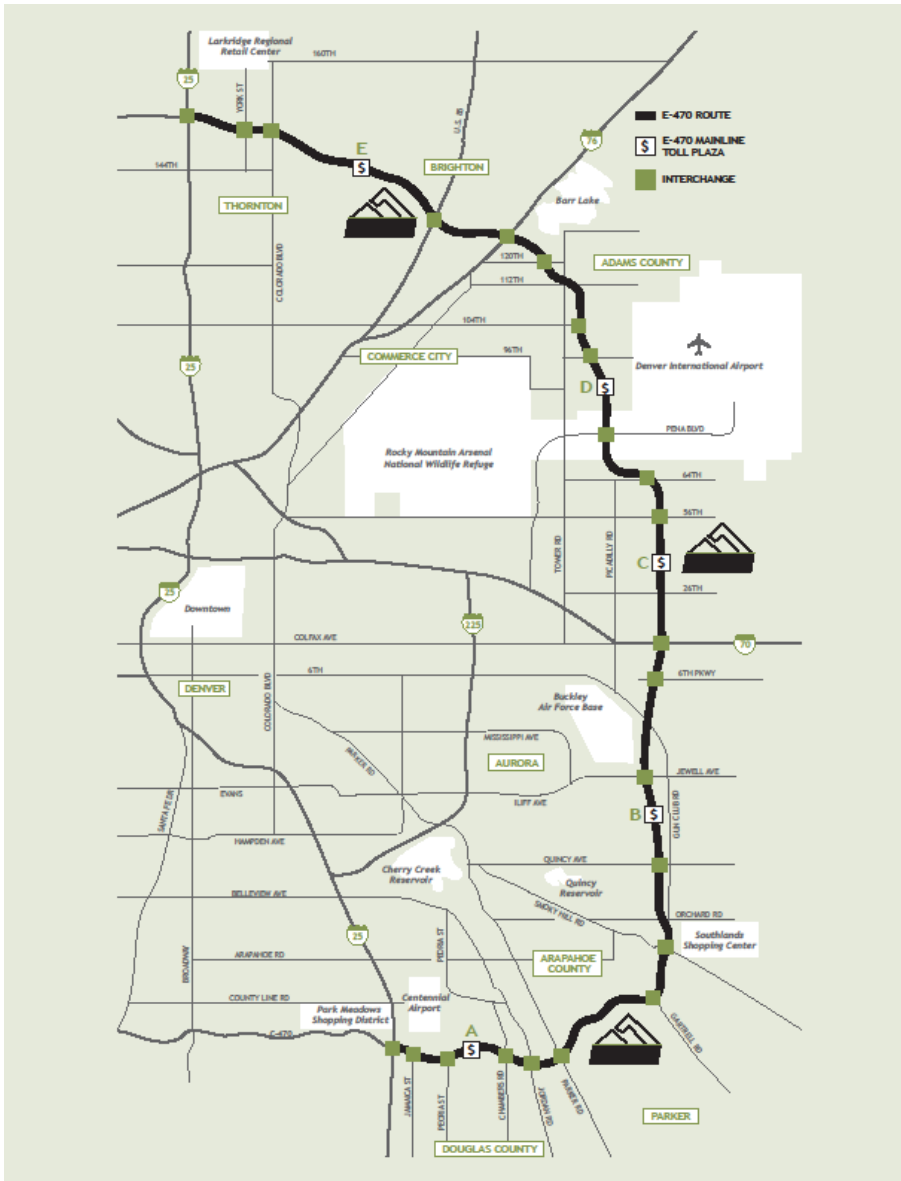 Larkridge Regional
Retail Center
160TH
25
YORK ST
U.S. 85
E-470 ROUTE
$
E-470 MAINLINE
TOLL PLAZA
INTERCHANGE
76
E
$
144TH
BRIGHTON
THORNTON
Barr Lake
COLORADO BLVD
120TH
ADAMS COUNTY
112TH
104TH
COMMERCE CITY
96TH
25
Denver International Airport
D
$
PENA BLVD
Rocky Mountain Arsenal
National Wildlife Refuge
64TH
56TH
TOWER RD
PICADILLY RD
C
$
26TH
25
Downtown
225
COLFAX AVE
70
6TH
6TH PKWY
DENVER
COLORADO BLVD
Buckley
Air Force Base
MISSISSIPPI AVE
PARKER RD
AURORA
JEWELL AVE
SANTA FE DR
EVANS
ILIFF AVE
B
$
GUN CLUB RD
HAMPDEN AVE
Cherry Creek
Reservoir
QUINCY AVE
Quincy
Reservoir
BELLEVIEW AVE
SMOKY HILL RD
ORCHARD RD
25
PEORIA ST
Southlands
Shopping Center
BROADWAY
ARAPAHOE RD
ARAPAHOE
COUNTY
COUNTY LINE RD
Centennial
Airport
Park Meadows
Shopping District
C-470
A
$
GARTRELL RD
JAMAICA ST
PEORIA ST
CHAMBERS RD
JORDAN RD
PARKER RD
PARKER
DOUGLAS COUNTY